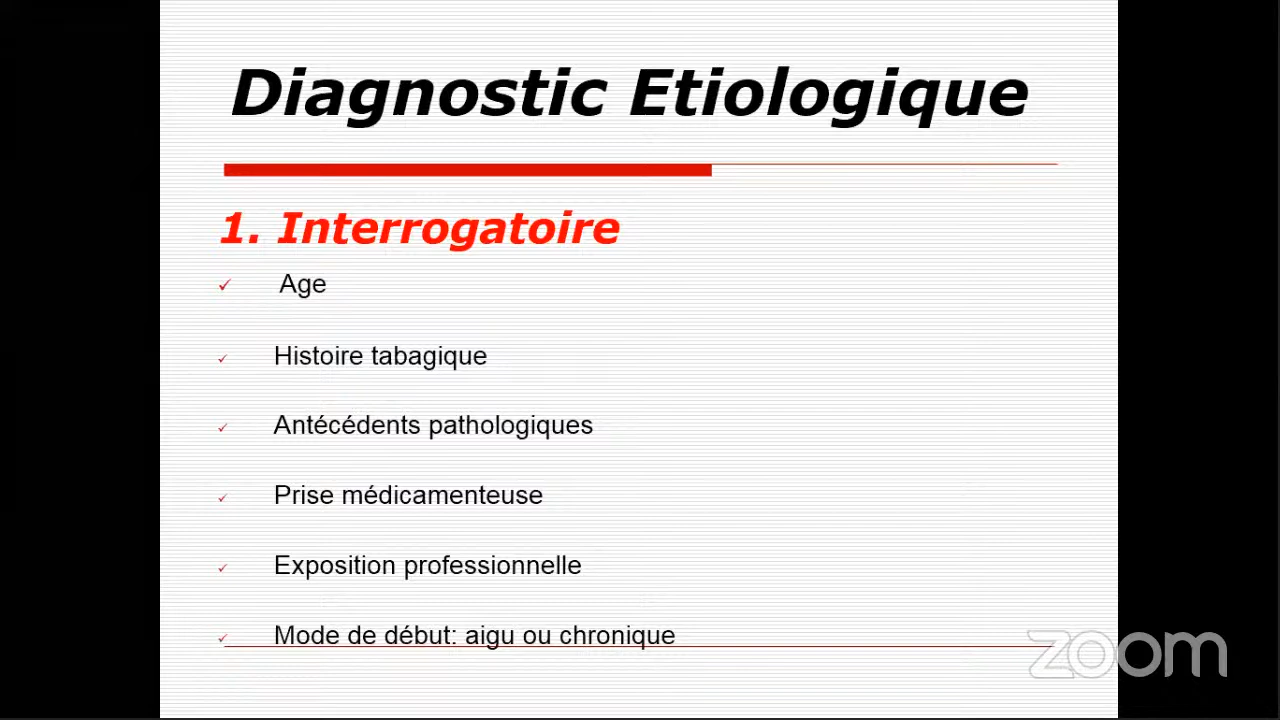 Diagnostic Etiologique
1. Interrogatoire
✓ Age
✓ Histoire tabagique
✓ Antécédents pathologiques
✓ Prise médicamenteuse
✓ Exposition professionnelle
✓ Mode de début: aigu ou chronique
zoom